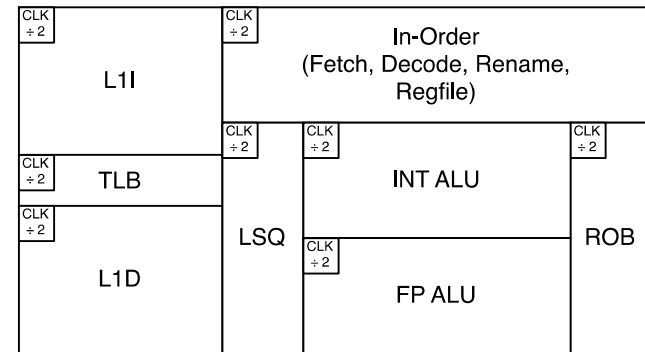 CLK
÷ 2
L1I
CLK
÷ 2
In-Order
(Fetch, Decode, Rename,
Regfile)
CLK
÷ 2
TLB
CLK
÷ 2
L1D
CLK
÷ 2
LSQ
CLK
÷ 2
INT ALU
CLK
÷ 2
FP ALU
CLK
÷ 2
ROB